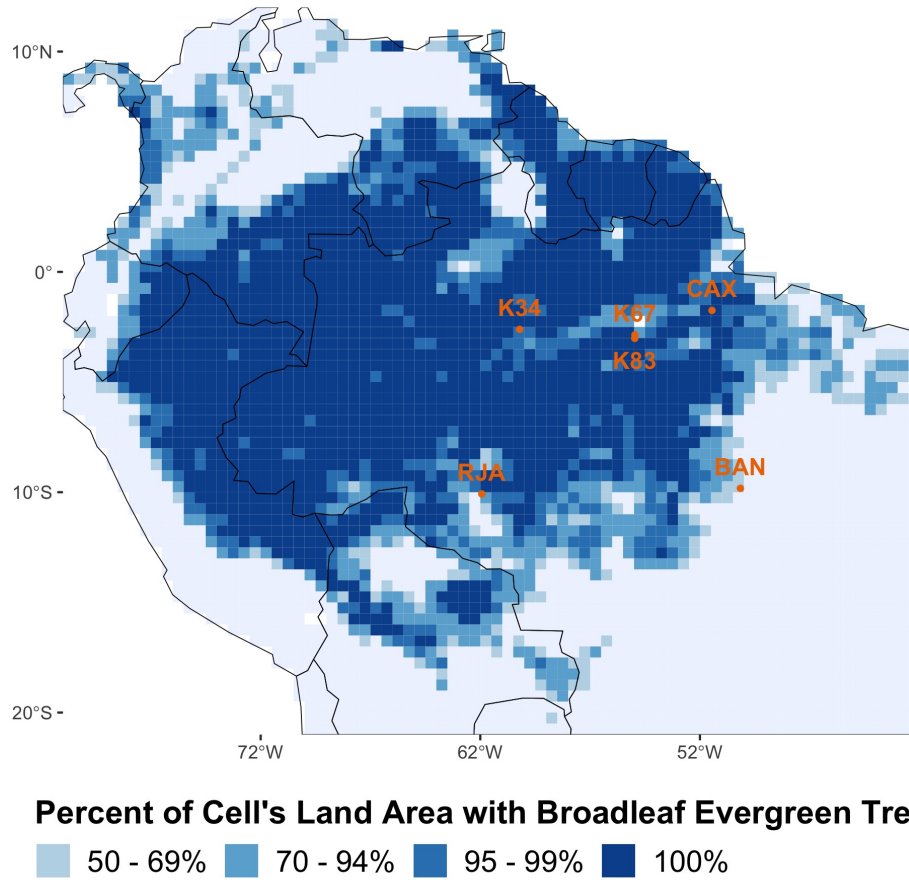 10°N
0°
CAX
K34
K67
K83
BAN
RJA
10°S
20°S
72°W 62°W 52°W
Percent of Cell's Land Area with Broadleaf Evergreen Tre
50 - 69% 70 - 94% 95 - 99% 100%